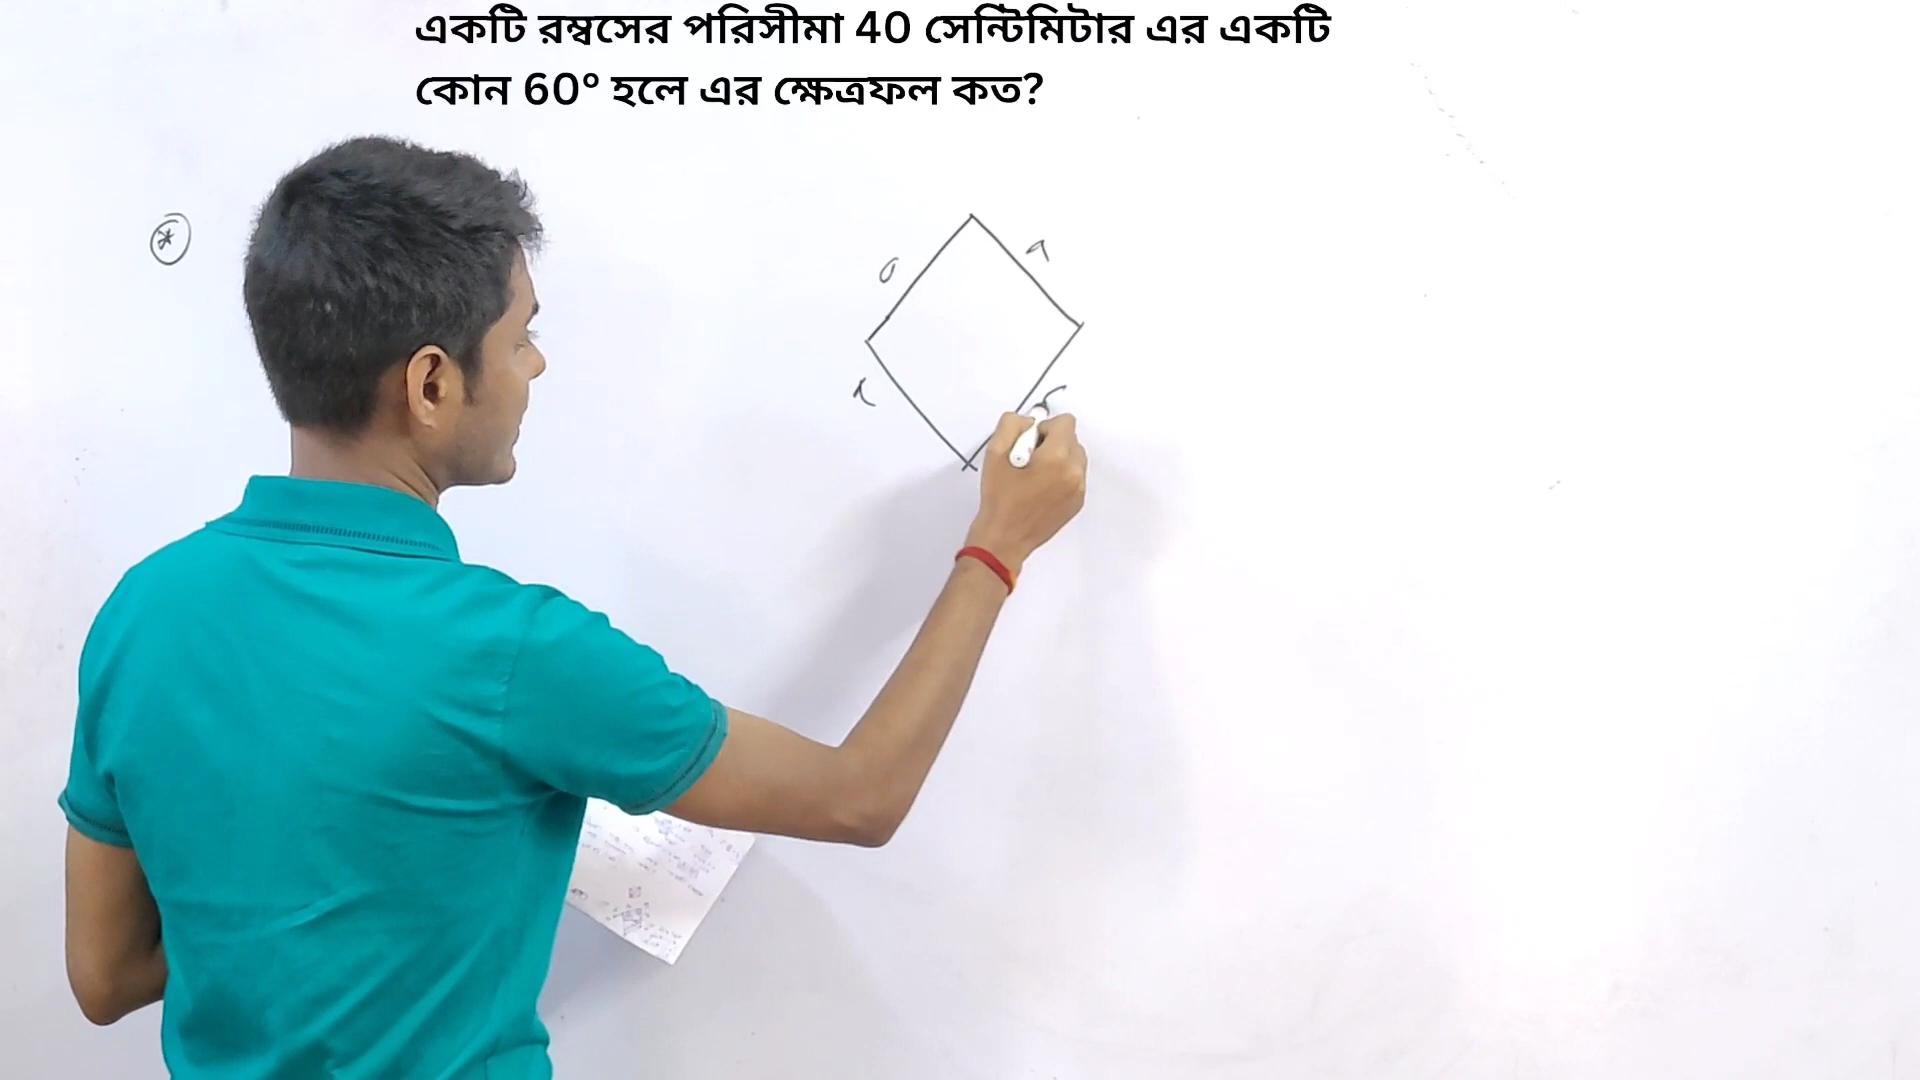 একটি রম্বসের পরিসীমা 40 সেন্টিমিটার এর একটি
কোন 60° হলে এর ক্ষেত্রফল কত?
*
a